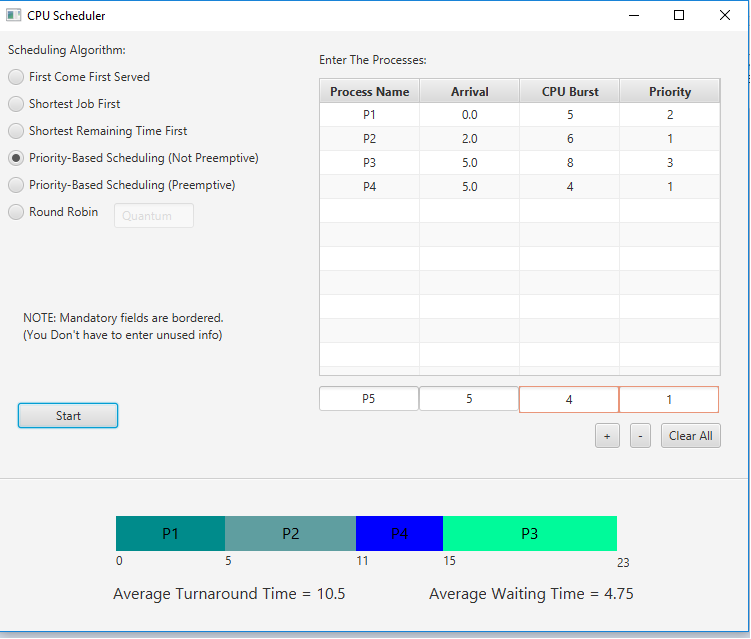 CPU Scheduler
Scheduling Algorithm:
First Come First Served
Shortest Job First
Shortest Remaining Time First
Priority-Based Scheduling (Not Preemptive)
Priority-Based Scheduling (Preemptive)
Round Robin Quantum
NOTE: Mandatory fields are bordered.
(You Don't have to enter unused info)
Start
Enter The Processes:
Process Name Arrival CPU Burst Priority
P1 0.0 5 2
P2 2.0 6 1
P3 5.0 8 3
P4 5.0 4 1
P5 5 4 1
+ - Clear All
P1 P2 P4 P3
0 5 11 15 23
Average Turnaround Time = 10.5 Average Waiting Time = 4.75